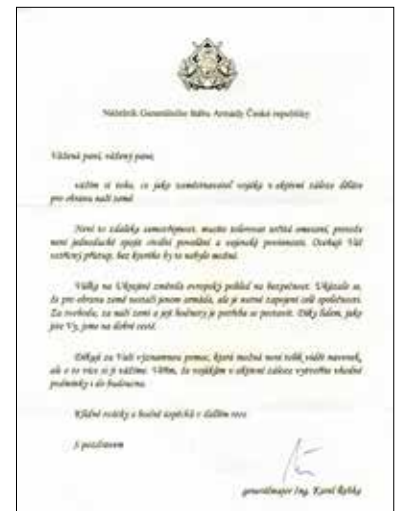 Náčelník Generálního štábu Armády České republiky
Vážená paní, vážený pane,
vážím si toho, co jako zaměstnavatel vojáka v aktivní záloze děláte
pro obranu naší země.
Není to zdaleka samozřejmost, musíte tolerovat určitá omezení, protože
není jednoduché spojit civilní povolání a vojenské povinnosti. Oceňuji Váš
vstřícný přístup, bez kterého by to nebylo možné.
Válka na Ukrajině změnila evropský pohled na bezpečnost. Ukázalo se,
že pro obranu země nestačí jenom armáda, ale je nutné zapojení celé společnosti.
Za svobodu, za naši zemi a její hodnoty je potřeba se postavit. Díky lidem, jako
jste Vy, jsme na dobré cestě.
Děkuji za Vaši významnou pomoc, která možná není tolik vidět navenek,
ale o to více si jí vážíme. Věřím, že vojákům v aktivní záloze vytvoříte vhodné
podmínky i do budoucna.
Klidné svátky a hodně úspěchů v dalším roce
S pozdravem
generálmajor Ing. Karel Řehka